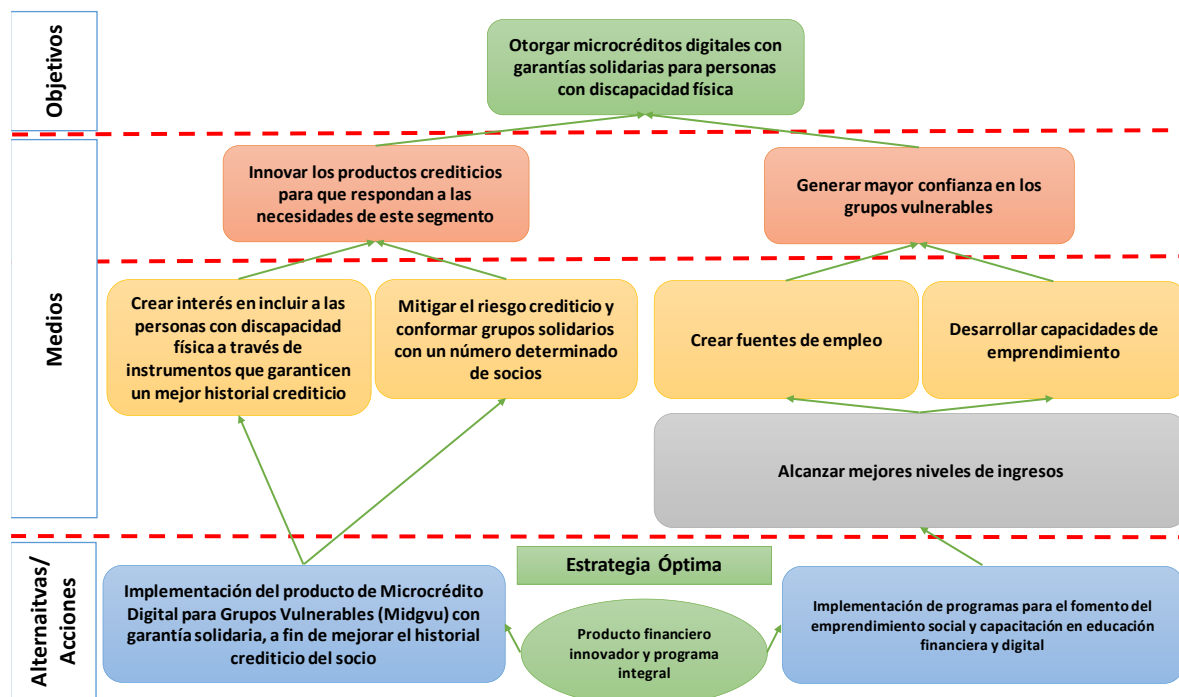 Objetivos
Otorgar microcréditos digitales con
garantías solidarias para personas
con discapacidad física
Medios
Innovar los productos crediticios
para que respondan a las
necesidades de este segmento
Generar mayor confianza en los
grupos vulnerables
Crear interés en incluir a las
personas con discapacidad
física a través de
instrumentos que garanticen
un mejor historial crediticio
Mitigar el riesgo crediticio y
conformar grupos solidarios
con un número determinado
de socios
Crear fuentes de empleo
Desarrollar capacidades de
emprendimiento
Alcanzar mejores niveles de ingresos
Alternaitvas/
Acciones
Implementación del producto de Microcrédito
Digital para Grupos Vulnerables (Midgvu) con
garantía solidaria, a fin de mejorar el historial
crediticio del socio
Estrategia Óptima
Producto financiero
innovador y programa
integral
Implementación de programas para el fomento del
emprendimiento social y capacitación en educación
financiera y digital